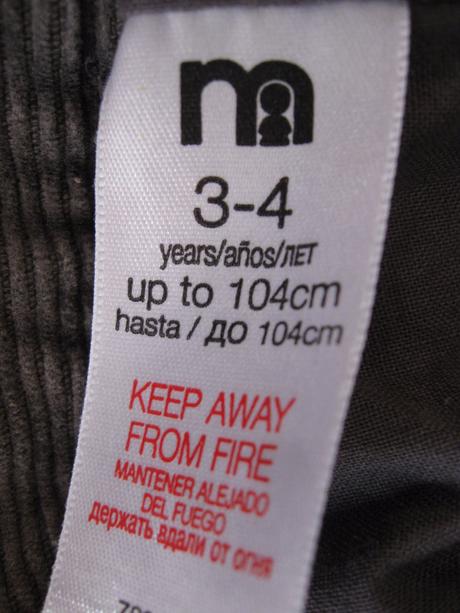 m
3-4
years/años/ЛЕТ
up to 104cm
hasta / ДО 104cm
KEEP AWAY
FROM FIRE
MANTENER ALEJADO
DEL FUEGO
держать вдали от огня